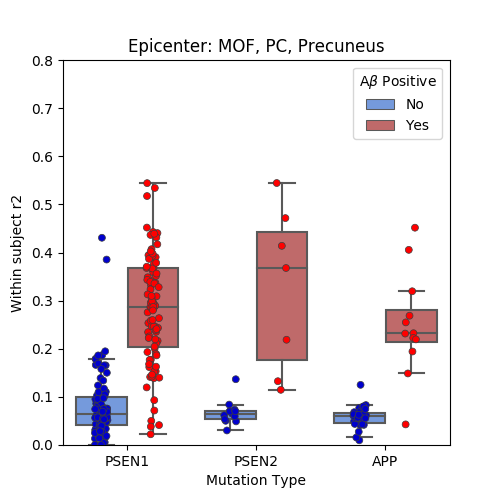 Epicenter: MOF, PC, Precuneus
Aβ Positive
No
Yes
0.8
0.7
0.6
0.5
0.4
0.3
0.2
0.1
0.0
Within subject r2
PSEN1 PSEN2 APP
Mutation Type